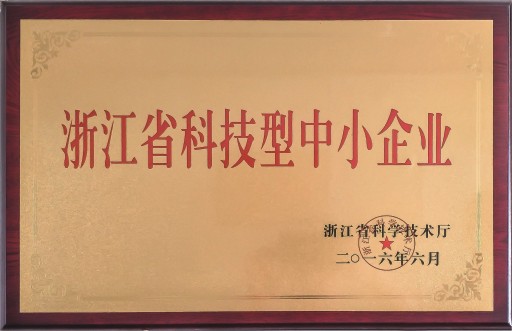 浙江省科技型中小企业
浙江省科学技术厅
二〇一六年六月